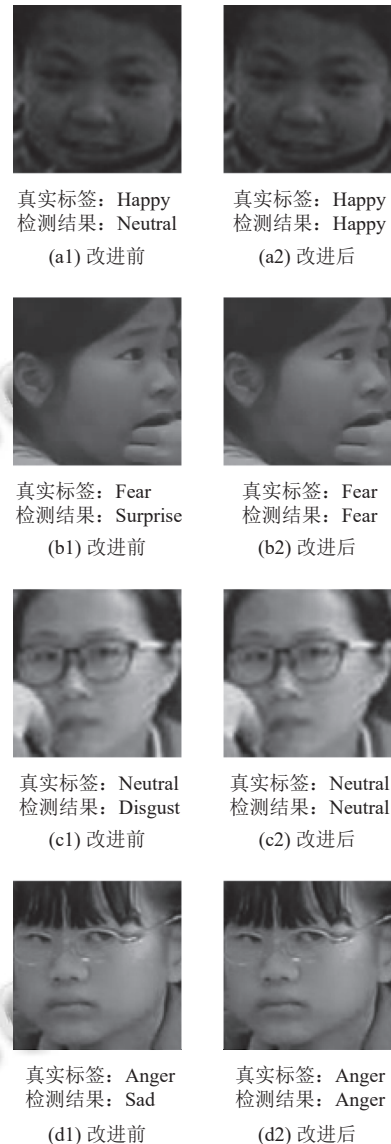 真实标签：Happy 真实标签：Happy
检测结果：Neutral 检测结果：Happy
(a1) 改进前 (a2) 改进后
真实标签：Fear 真实标签：Fear
检测结果：Surprise 检测结果：Fear
(b1) 改进前 (b2) 改进后
真实标签：Neutral 真实标签：Neutral
检测结果：Disgust 检测结果：Neutral
(c1) 改进前 (c2) 改进后
真实标签：Anger 真实标签：Anger
检测结果：Sad 检测结果：Anger
(d1) 改进前 (d2) 改进后